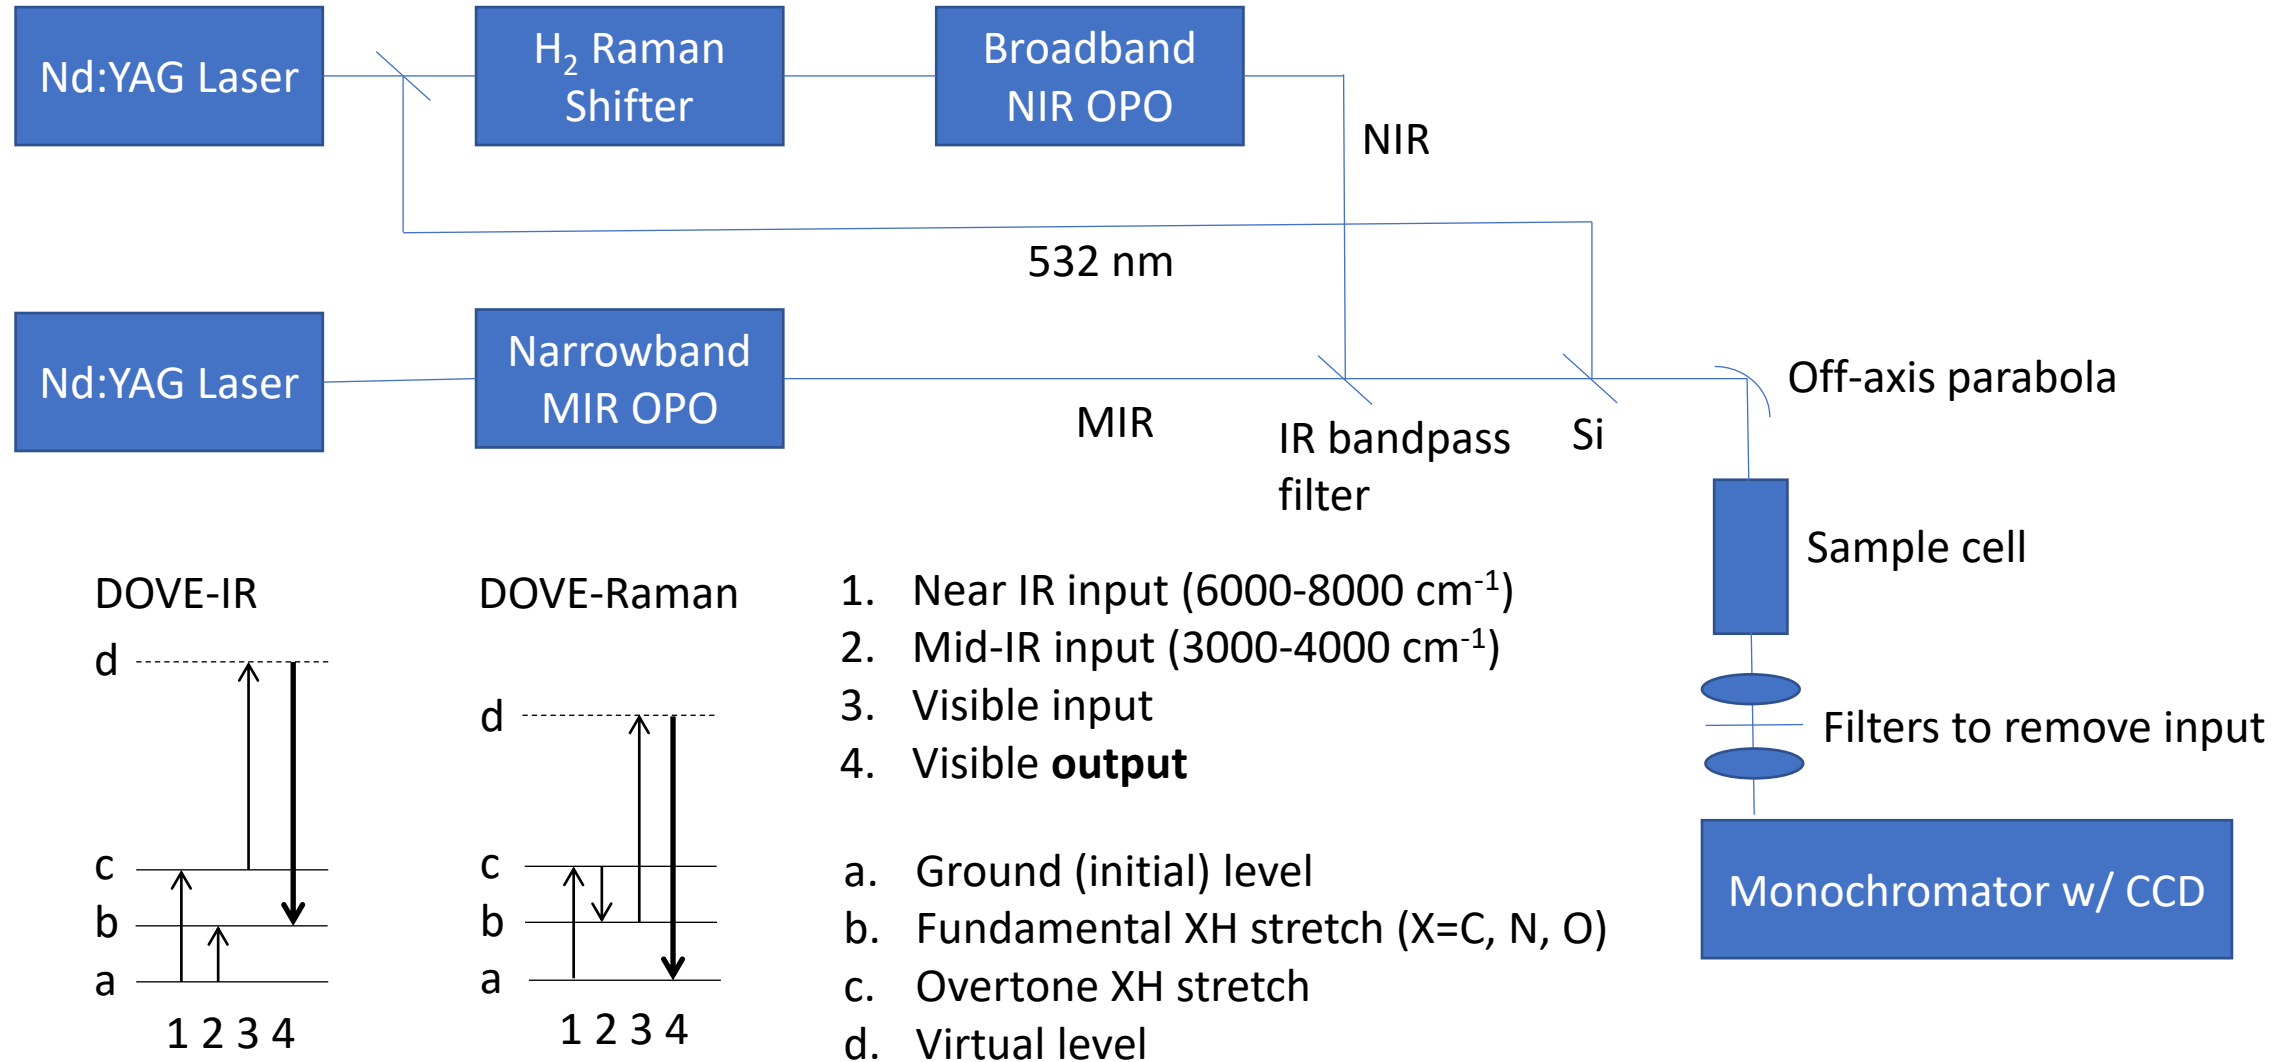 Nd:YAG Laser
H₂ Raman
Shifter
Broadband
NIR OPO
NIR
532 nm
Nd:YAG Laser
Narrowband
MIR OPO
MIR
IR bandpass
filter
Si
Off-axis parabola
Sample cell
Filters to remove input
Monochromator w/ CCD
DOVE-IR
d
c
b
a
1 2 3 4
DOVE-Raman
d
c
b
a
1 2 3 4
1. Near IR input (6000-8000 cm⁻¹)
2. Mid-IR input (3000-4000 cm⁻¹)
3. Visible input
4. Visible output
a. Ground (initial) level
b. Fundamental XH stretch (X=C, N, O)
c. Overtone XH stretch
d. Virtual level